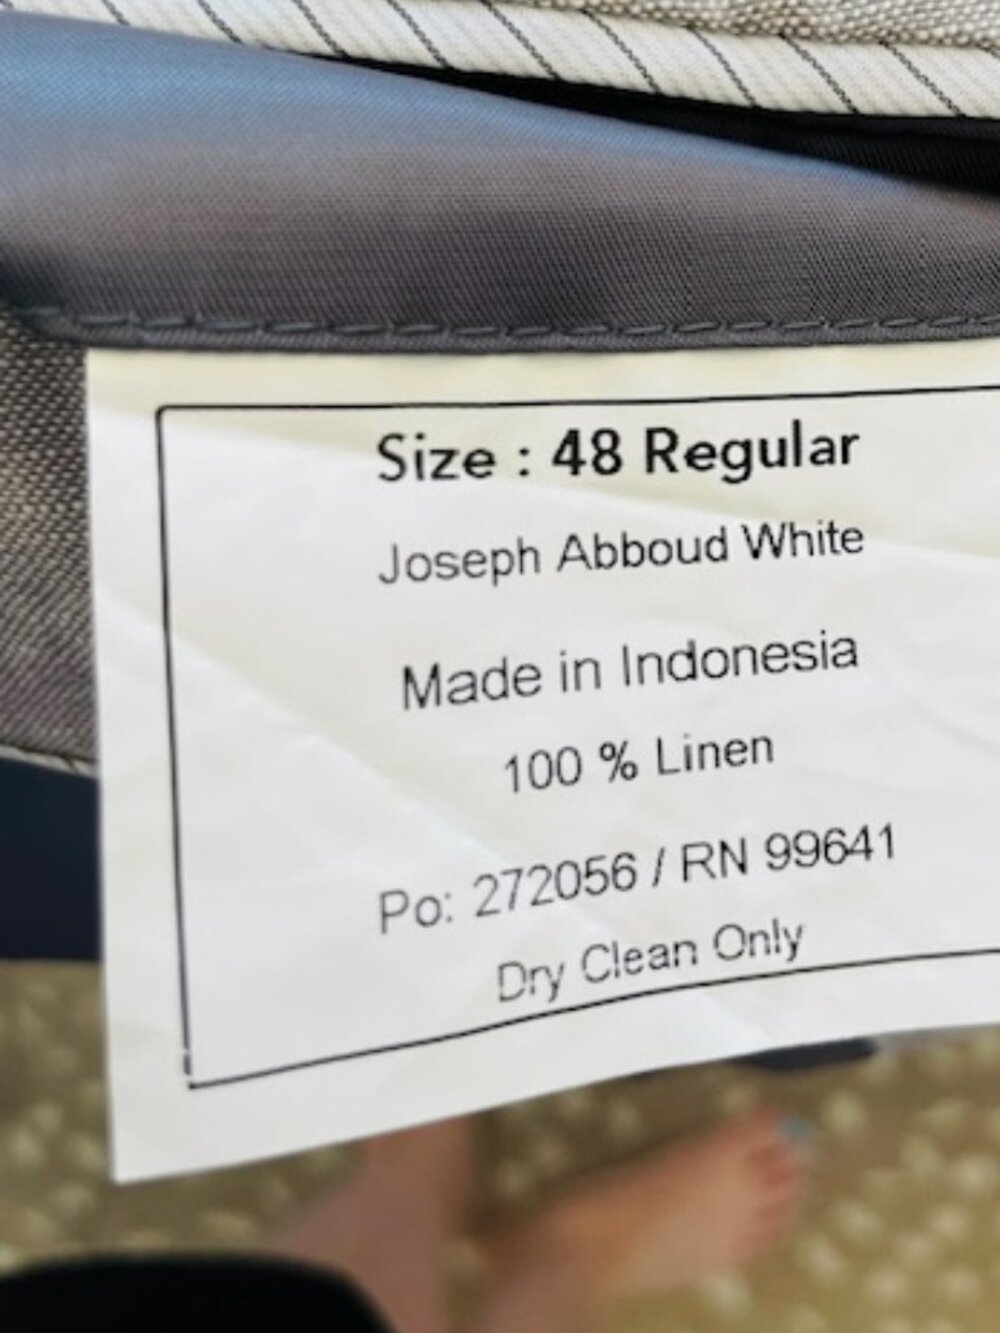 Size : 48 Regular
Joseph Abboud White
Made in Indonesia
100 % Linen
Po: 272056 / RN 99641
Dry Clean Only